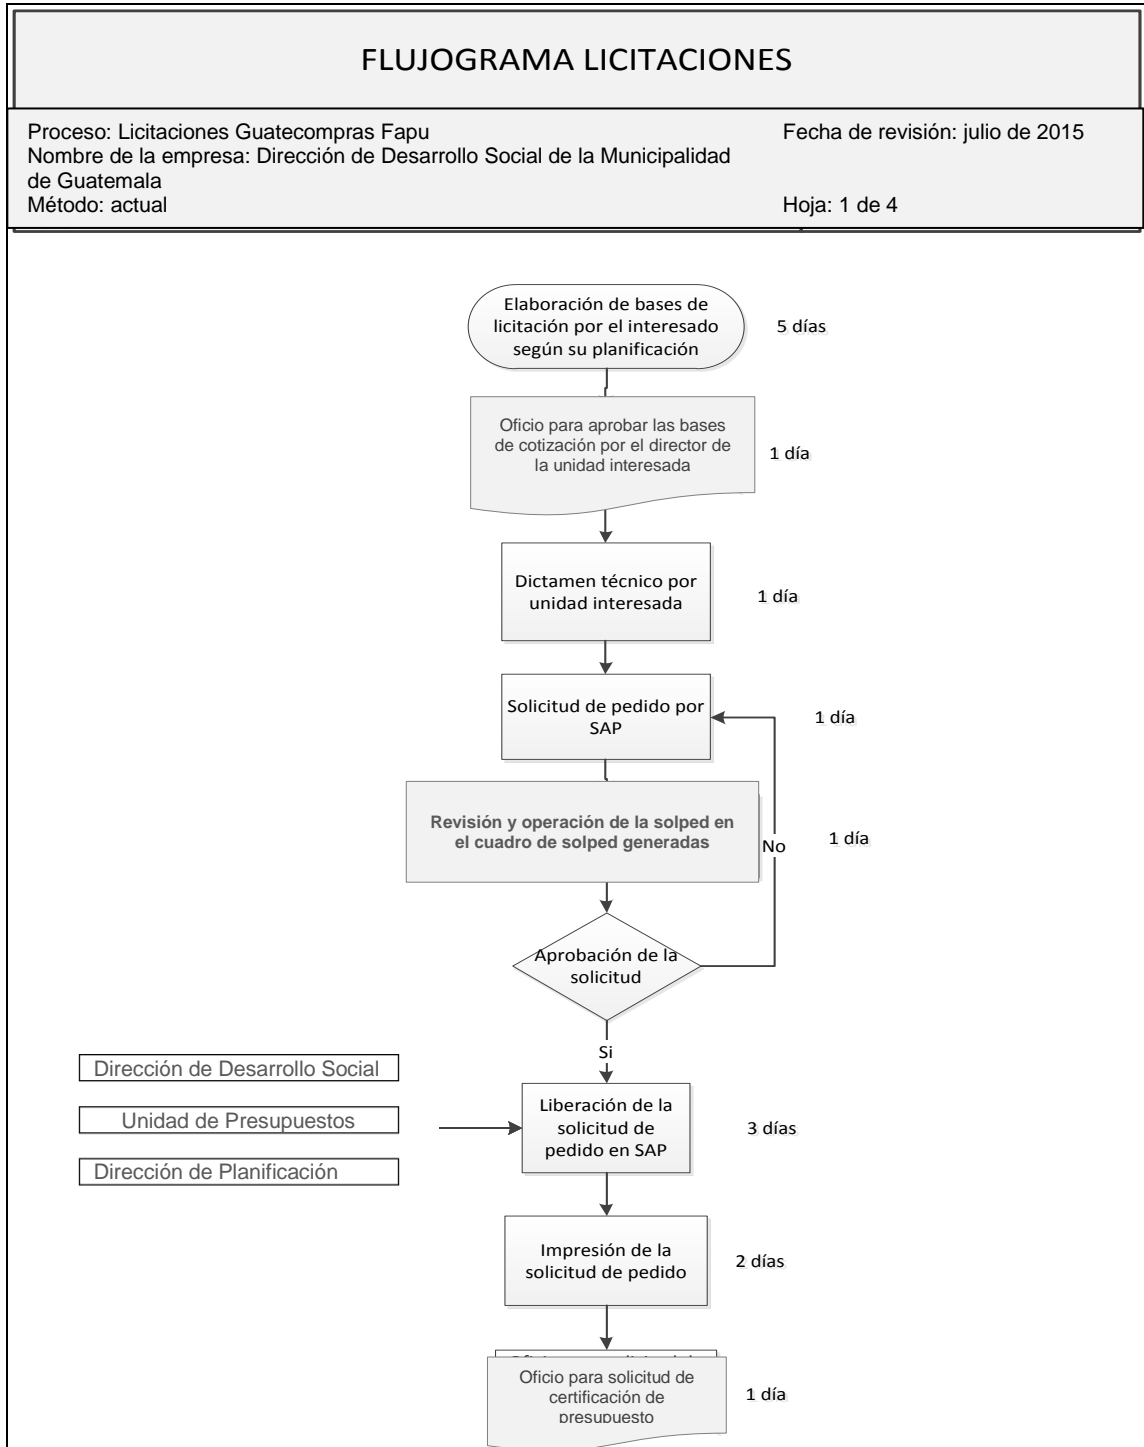 FLUJOGRAMA LICITACIONES
Proceso: Licitaciones Guatecompras Fapu
Fecha de revisión: julio de 2015
Nombre de la empresa: Dirección de Desarrollo Social de la Municipalidad
de Guatemala
Método: actual
Hoja: 1 de 4
Elaboración de bases de
licitación por el interesado
según su planificación
5 días
Oficio para aprobar las bases
de cotización por el director de
la unidad interesada
1 día
Dictamen técnico por
unidad interesada
1 día
Solicitud de pedido por
SAP
1 día
Revisión y operación de la solped en
el cuadro de solped generadas
1 día
No
Aprobación de la
solicitud
Si
Dirección de Desarrollo Social
Unidad de Presupuestos
Dirección de Planificación
Liberación de la
solicitud de
pedido en SAP
3 días
Impresión de la
solicitud de pedido
2 días
Oficio para solicitud de
certificación de
presupuesto
1 día